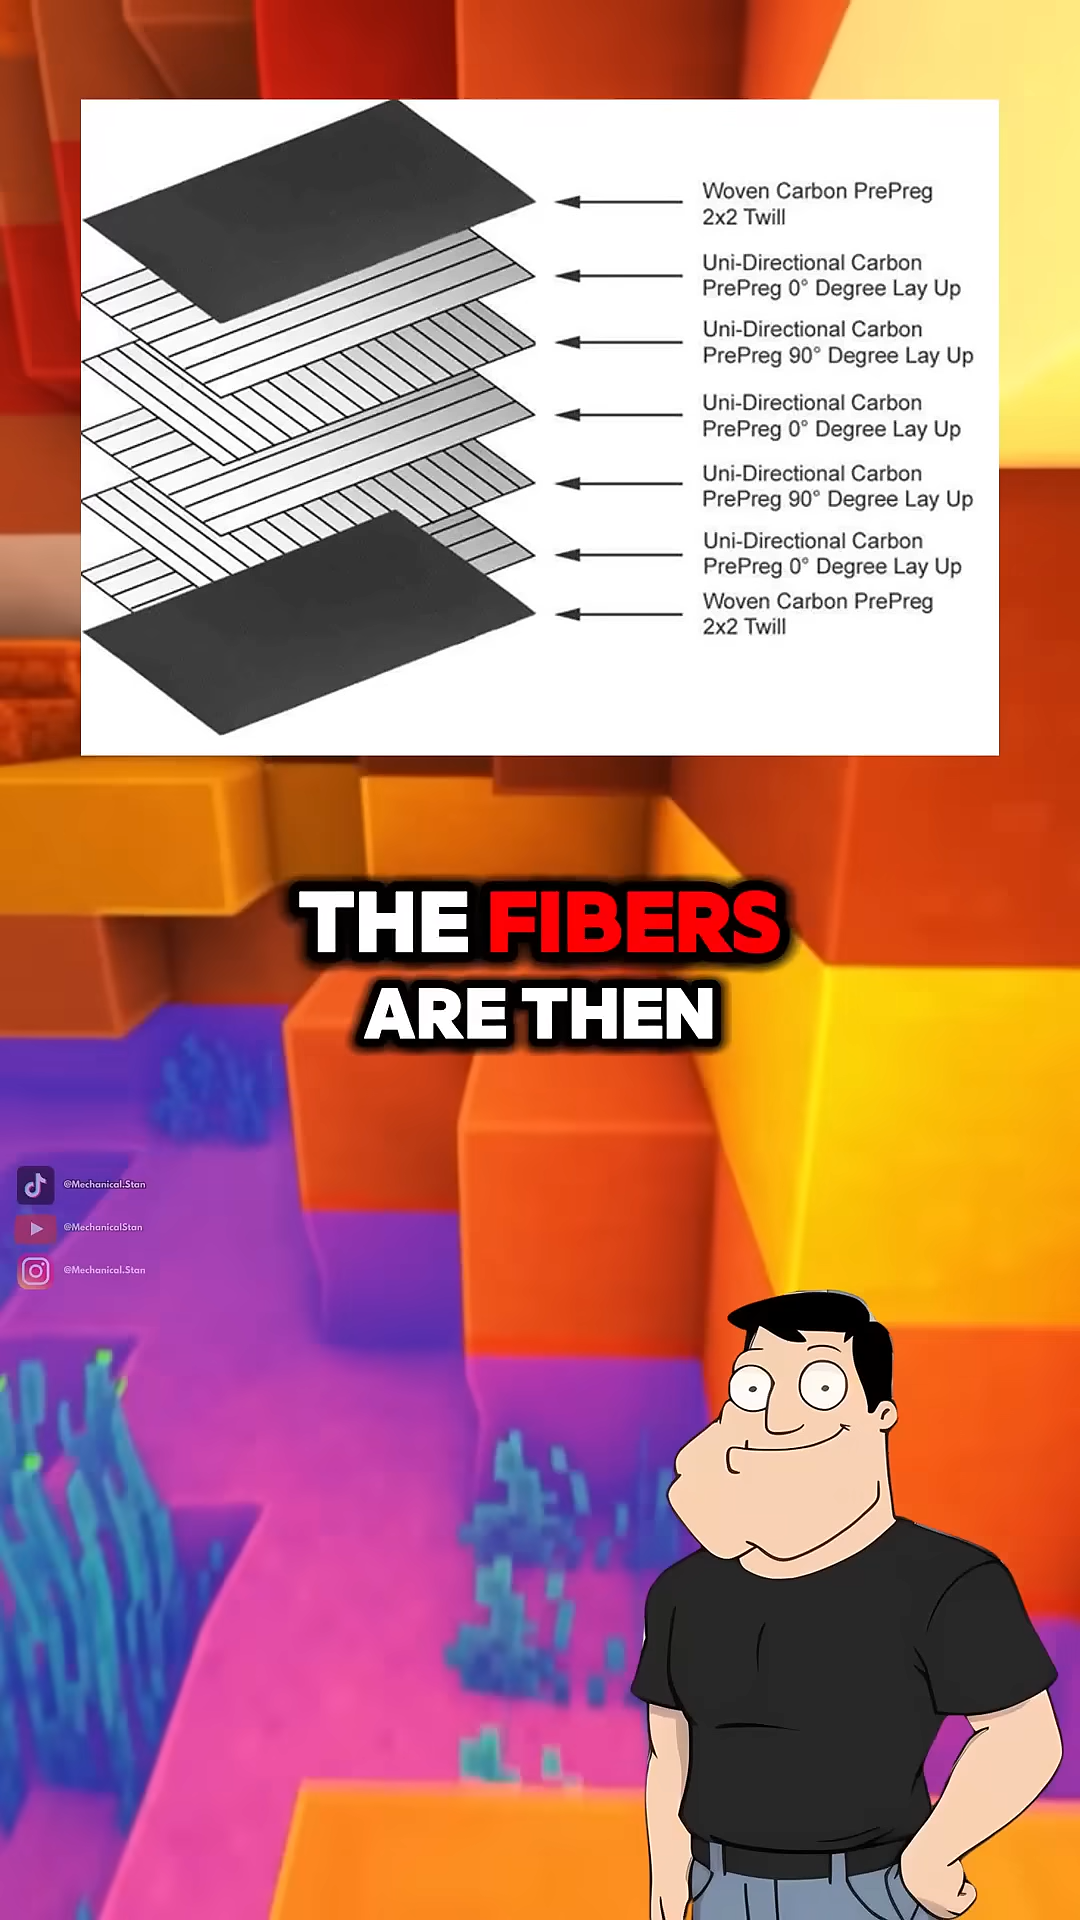 Woven Carbon PrePreg
2x2 Twill
Uni-Directional Carbon
PrePreg 0° Degree Lay Up
Uni-Directional Carbon
PrePreg 90° Degree Lay Up
Uni-Directional Carbon
PrePreg 0° Degree Lay Up
Uni-Directional Carbon
PrePreg 90° Degree Lay Up
Uni-Directional Carbon
PrePreg 0° Degree Lay Up
Woven Carbon PrePreg
2x2 Twill
THE FIBERS
ARE THEN
@Mechanical.Stan
@MechanicalStan
@Mechanical.Stan